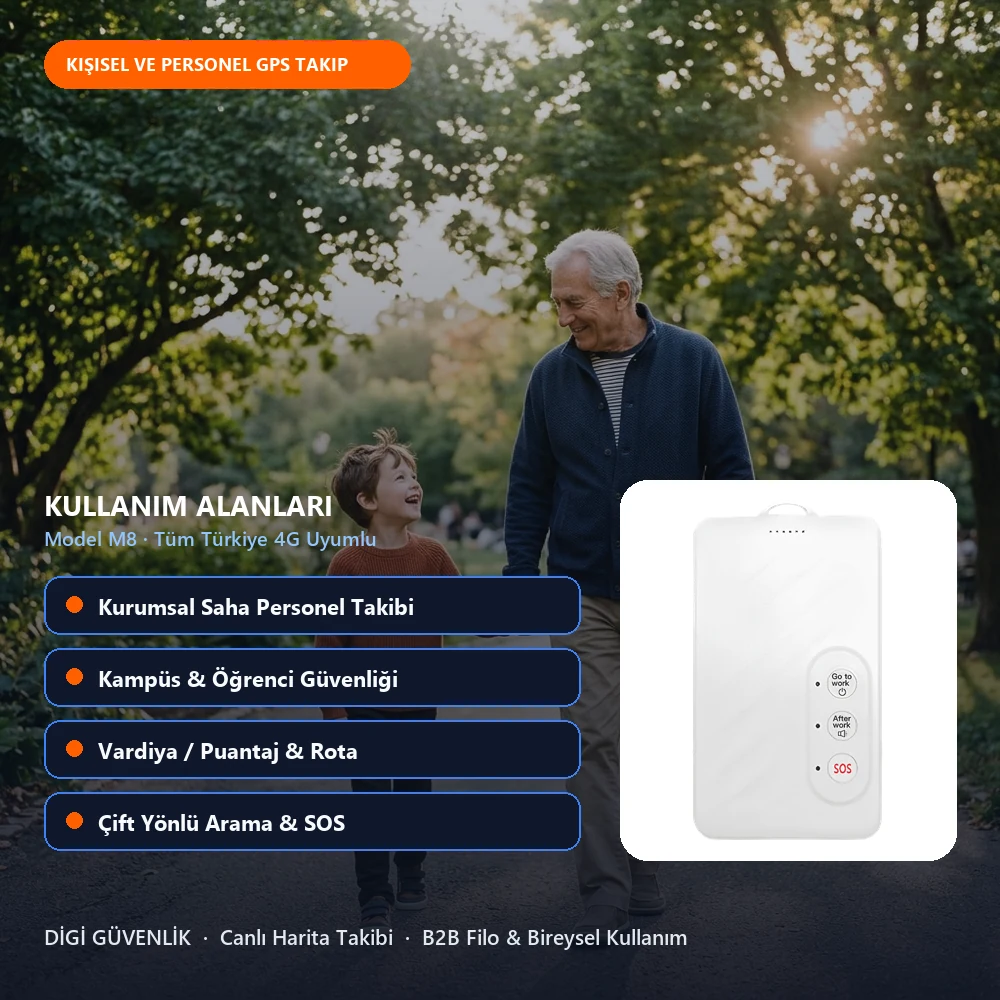 KIŞISEL VE PERSONEL GPS TAKIP
KULLANIM ALANLARI
Model M8 · Tüm Türkiye 4G Uyumlu
Kurumsal Saha Personel Takibi
Kampüs & Öğrenci Güvenliği
Vardiya / Puantaj & Rota
Çift Yönlü Arama & SOS
Go to
work
After
work
SOS
DİGİ GÜVENLİK · Canlı Harita Takibi · B2B Filo & Bireysel Kullanım